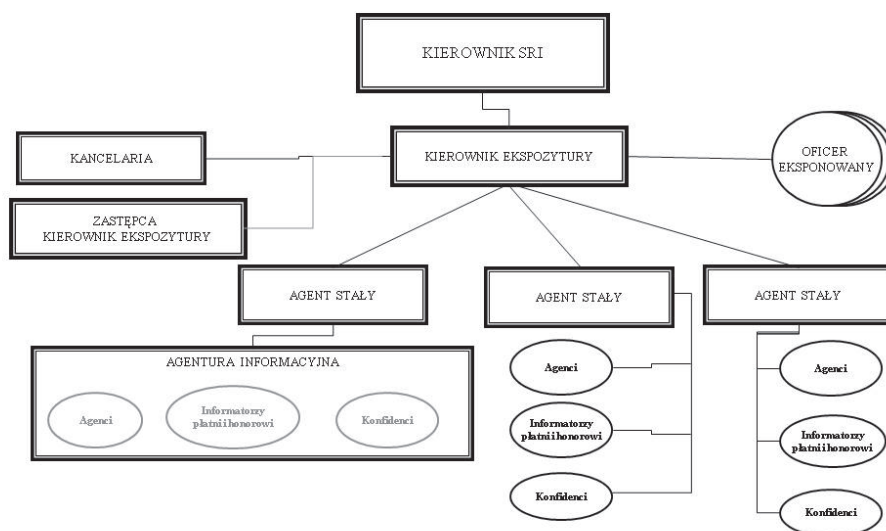 KIEROWNIK SRI
KANCELARIA
KIEROWNIK EKSPOZYTURY
OFICER
EKSPONOWANY
ZASTĘPCA
KIEROWNIK EKSPOZYTURY
AGENT STAŁY
AGENT STAŁY
AGENT STAŁY
AGENTURA INFORMACYJNA
Agenci
Informatorzy
płatni i honorowi
Konfidenci
Agenci
Informatorzy
płatni i honorowi
Konfidenci
Agenci
Informatorzy
płatni i honorowi
Konfidenci